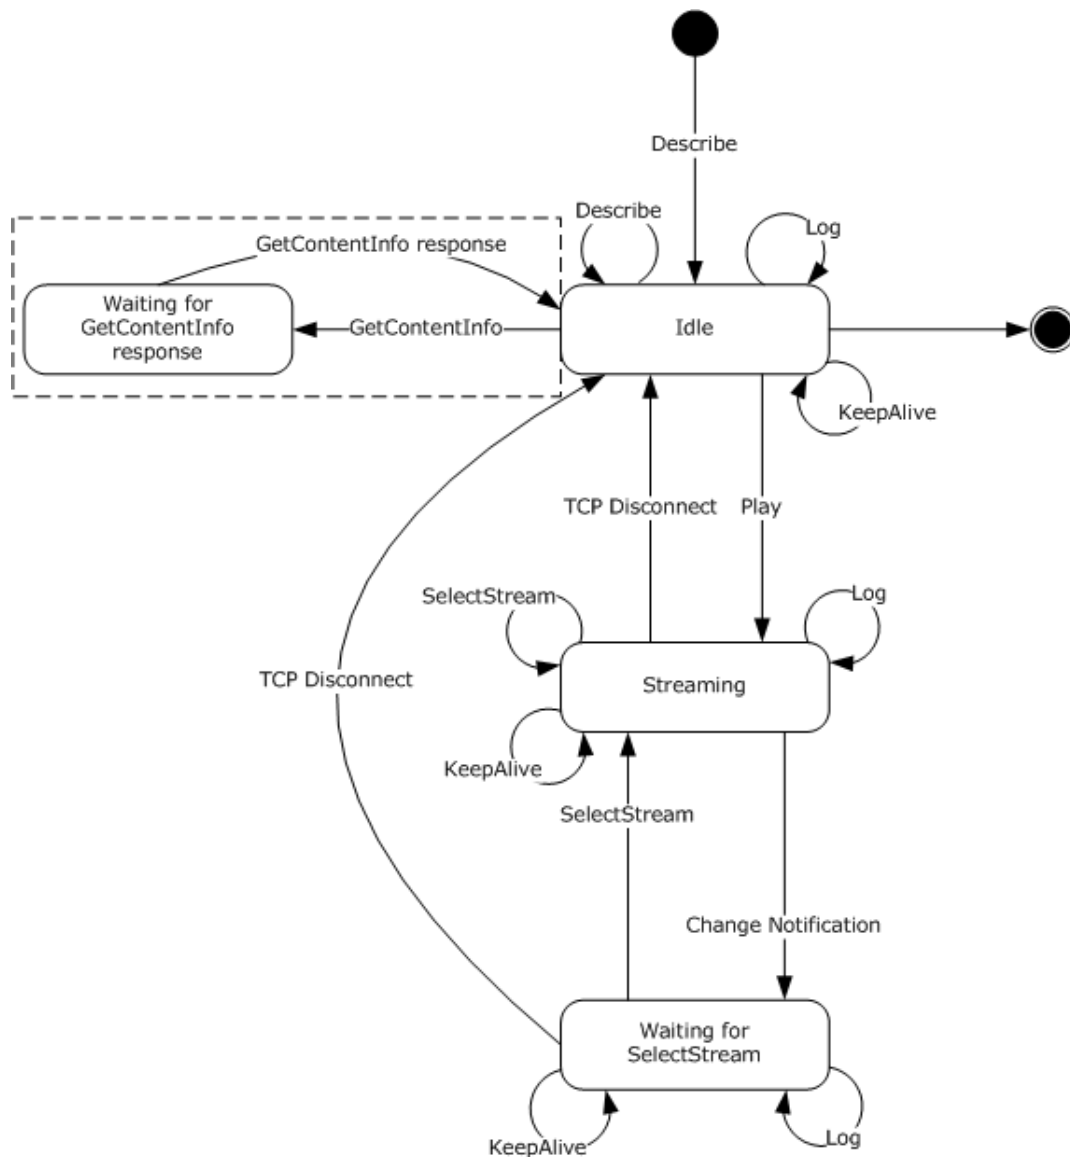 Describe
Describe
Log
GetContentInfo response
Waiting for
GetContentInfo
response
GetContentInfo
Idle
KeepAlive
TCP Disconnect
Play
SelectStream
Log
TCP Disconnect
Streaming
KeepAlive
SelectStream
Change Notification
Waiting for
SelectStream
KeepAlive
Log